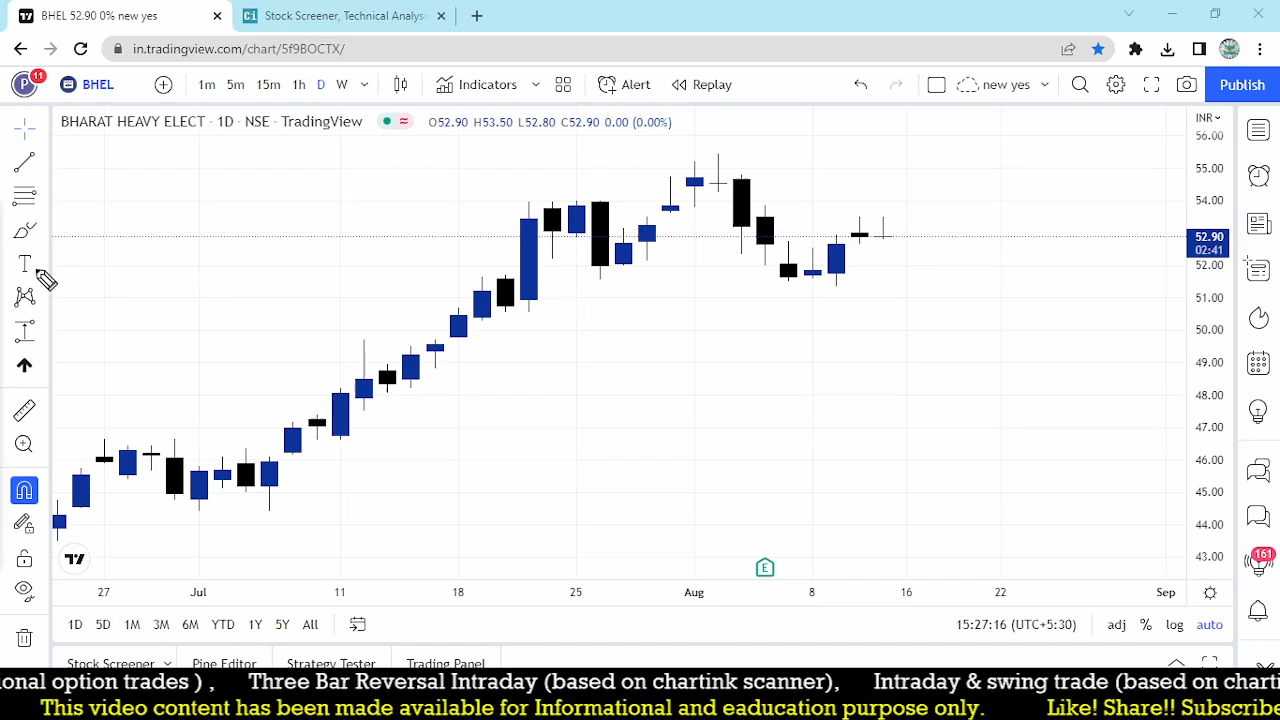 BHEL 52.90 0% new yes
Stock Screener, Technical Analysi
in.tradingview.com/chart/5f9BOCTX/
P 11 BHEL 1m 5m 15m 1h D W Indicators Alert Replay new yes Publish
BHARAT HEAVY ELECT · 1D · NSE · TradingView O52.90 H53.50 L52.80 C52.90 0.00 (0.00%)
INR
56.00
55.00
54.00
52.90
02:41
52.00
51.00
50.00
49.00
48.00
47.00
46.00
45.00
44.00
43.00
E
161
27 Jul 11 18 25 Aug 8 16 22 Sep
1D 5D 1M 3M 6M YTD 1Y 5Y All 15:27:16 (UTC+5:30) adj % log auto
Stock Screener Pine Editor Strategy Tester Trading Panel
ional option trades ) , Three Bar Reversal Intraday (based on chartink scanner), Intraday & swing trade (based on charti
This video content has been made available for Informational and eaducation purpose only. Like! Share!! Subscribe